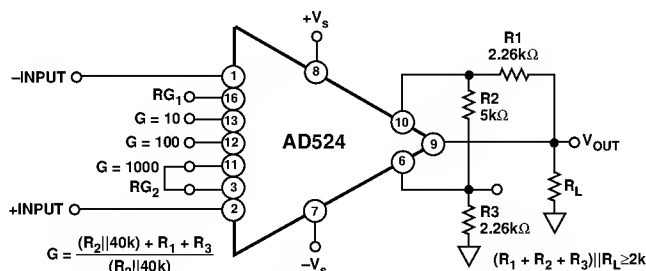 +Vs
R1
2.26kΩ
–INPUT
1
8
RG1
16
R2
5kΩ
G = 10
13
10
G = 100
12
AD524
9
VOUT
G = 1000
11
6
RG2
3
RL
+INPUT
2
7
R3
2.26kΩ
G = (R2||40k) + R1 + R3
(R2||40k)
–Vs
(R1 + R2 + R3)||RL≥2k